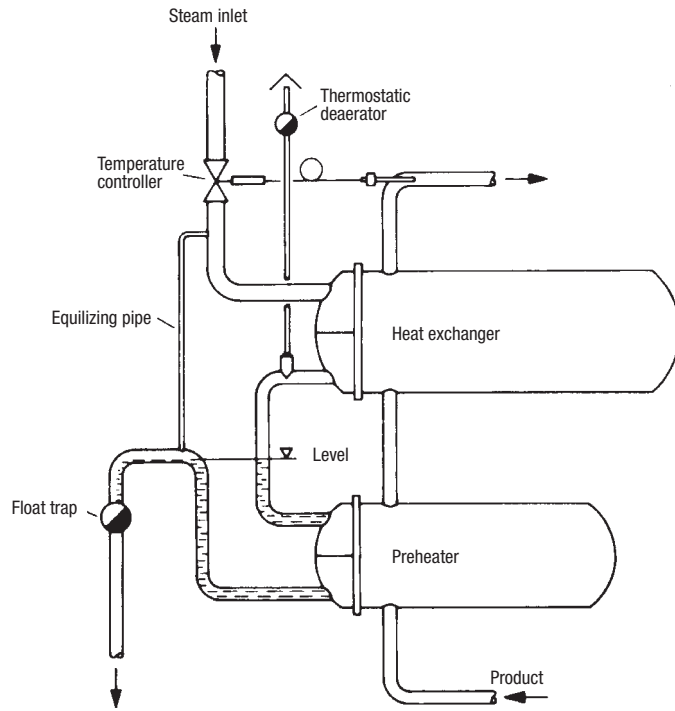 Steam inlet
Thermostatic
deaerator
Temperature
controller
Equilizing pipe
Heat exchanger
Level
Float trap
Preheater
Product